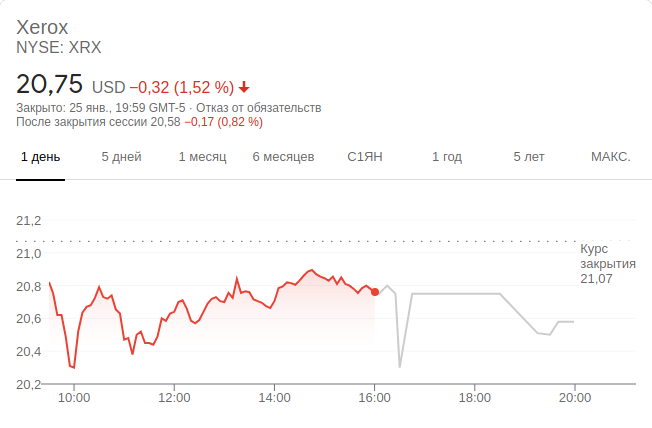 Xerox
NYSE: XRX
20,75 USD −0,32 (1,52 %)
Закрыто: 25 янв., 19:59 GMT-5 · Отказ от обязательств
После закрытия сессии 20,58 −0,17 (0,82 %)
1 день 5 дней 1 месяц 6 месяцев С1ЯН 1 год 5 лет МАКС.
21,2
21,0
20,8
20,6
20,4
20,2
Курс
закрытия
21,07
10:00 12:00 14:00 16:00 18:00 20:00